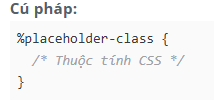 Cú pháp:
%placeholder-class {
  /* Thuộc tính CSS */
}